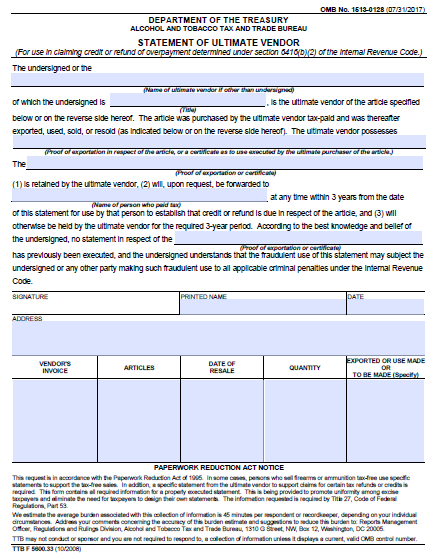 OMB No. 1513-0128 (07/31/2017)
DEPARTMENT OF THE TREASURY
ALCOHOL AND TOBACCO TAX AND TRADE BUREAU
STATEMENT OF ULTIMATE VENDOR
(For use in claiming credit or refund of overpayment determined under section 6416(b)(2) of the Internal Revenue Code.)
The undersigned or the
(Name of ultimate vendor if other than undersigned)
of which the undersigned is , is the ultimate vendor of the article specified
(Title)
below or on the reverse side hereof. The article was purchased by the ultimate vendor tax-paid and was thereafter
exported, used, sold, or resold (as indicated below or on the reverse side hereof). The ultimate vendor possesses
(Proof of exportation in respect of the article, or a certificate as to use executed by the ultimate purchaser of the article.)
The
(Proof of exportation or certificate)
(1) is retained by the ultimate vendor, (2) will, upon request, be forwarded to
at any time within 3 years from the date
(Name of person who paid tax)
of this statement for use by that person to establish that credit or refund is due in respect of the article, and (3) will
otherwise be held by the ultimate vendor for the required 3-year period. According to the best knowledge and belief of
the undersigned, no statement in respect of the
(Proof of exportation or certificate)
has previously been executed, and the undersigned understands that the fraudulent use of this statement may subject the
undersigned or any other party making such fraudulent use to all applicable criminal penalties under the Internal Revenue
Code.
SIGNATURE PRINTED NAME DATE
ADDRESS
VENDOR'S INVOICE ARTICLES DATE OF RESALE QUANTITY EXPORTED OR USE MADE OR TO BE MADE (Specify)
PAPERWORK REDUCTION ACT NOTICE
This request is in accordance with the Paperwork Reduction Act of 1995. In some cases, persons who sell firearms or ammunition tax-free use specific
statements to support the tax-free sales. In addition, a specific statement from the ultimate vendor to support claims for certain tax refunds or credits is
required. This form contains all required information for a properly executed statement. This is being provided to promote uniformity among excise
taxpayers and eliminate the need for taxpayers to design their own statements. The information requested is required by Title 27, Code of Federal
Regulations, Part 53.
We estimate the average burden associated with this collection of information is 45 minutes per respondent or recordkeeper, depending on your individual
circumstances. Address your comments concerning the accuracy of this burden estimate and suggestions to reduce this burden to: Reports Management
Officer, Regulations and Rulings Division, Alcohol and Tobacco Tax and Trade Bureau, 1310 G Street, NW, Box 12, Washington, DC 20005.
TTB may not conduct or sponsor and you are not required to respond to, a collection of information unless it displays a current, valid OMB control number.
TTB F 5600.33 (10/2008)